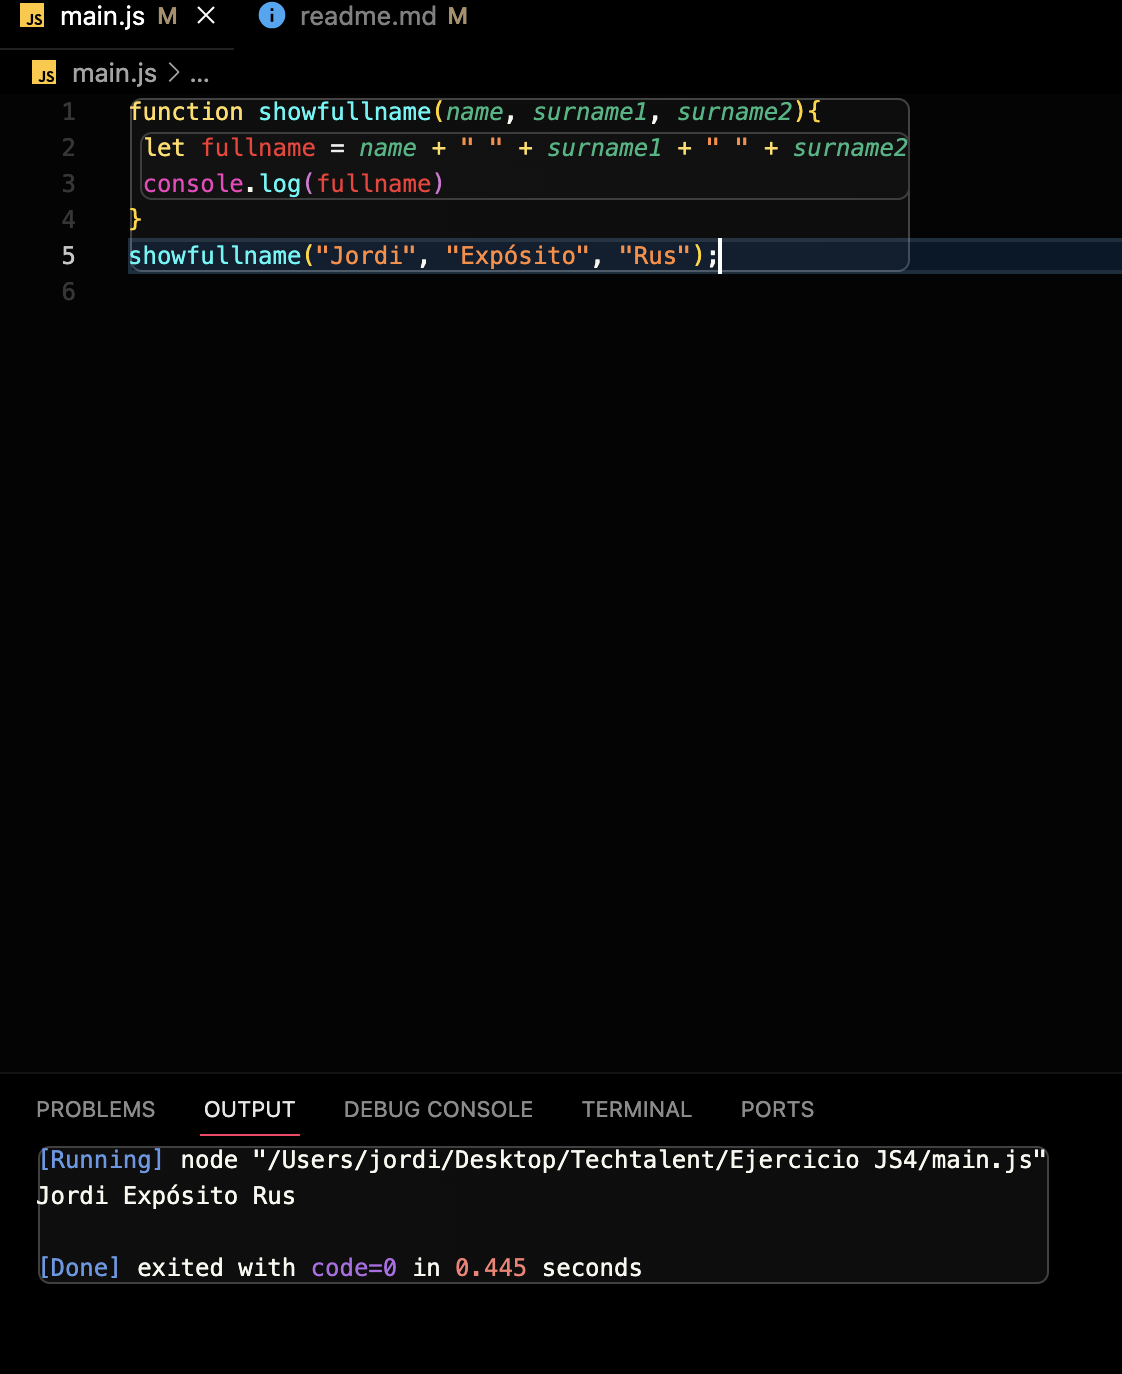 JS main.js M × i readme.md M
JS main.js > ...
1 function showfullname(name, surname1, surname2){
2 let fullname = name + " " + surname1 + " " + surname2
3 console.log(fullname)
4 }
5 showfullname("Jordi", "Expósito", "Rus");
6
PROBLEMS OUTPUT DEBUG CONSOLE TERMINAL PORTS
[Running] node "/Users/jordi/Desktop/Techtalent/Ejercicio JS4/main.js"
Jordi Expósito Rus
[Done] exited with code=0 in 0.445 seconds